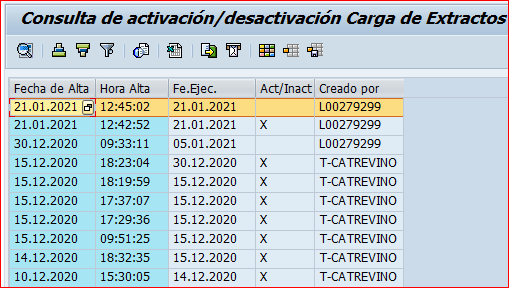 Consulta de activación/desactivación Carga de Extractos
Fecha de Alta Hora Alta Fe.Ejec. Act/Inact Creado por
21.01.2021 12:45:02 21.01.2021 L00279299
21.01.2021 12:42:52 21.01.2021 X L00279299
30.12.2020 09:33:11 05.01.2021 L00279299
15.12.2020 18:23:04 30.12.2020 X T-CATREVINO
15.12.2020 18:19:59 15.12.2020 X T-CATREVINO
15.12.2020 17:37:07 15.12.2020 X T-CATREVINO
15.12.2020 17:29:36 15.12.2020 X T-CATREVINO
15.12.2020 09:51:25 15.12.2020 X T-CATREVINO
14.12.2020 18:32:35 15.12.2020 X T-CATREVINO
10.12.2020 15:30:05 14.12.2020 X T-CATREVINO